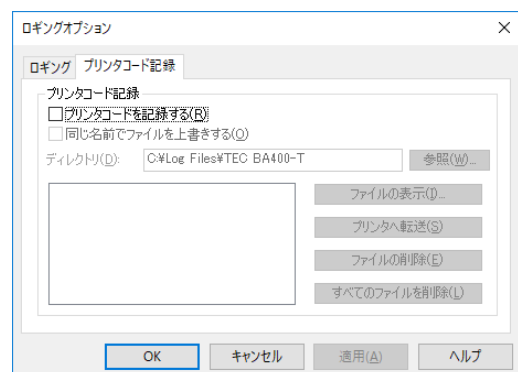 ロギングオプション
ロギング プリンタコード記録
プリンタコード記録
プリンタコードを記録する(R)
同じ名前でファイルを上書きする(O)
ディレクトリ(D): C:¥Log Files¥TEC BA400-T 参照(W)...
ファイルの表示(I)...
プリンタへ転送(S)
ファイルの削除(E)
すべてのファイルを削除(L)
OK キャンセル 適用(A) ヘルプ